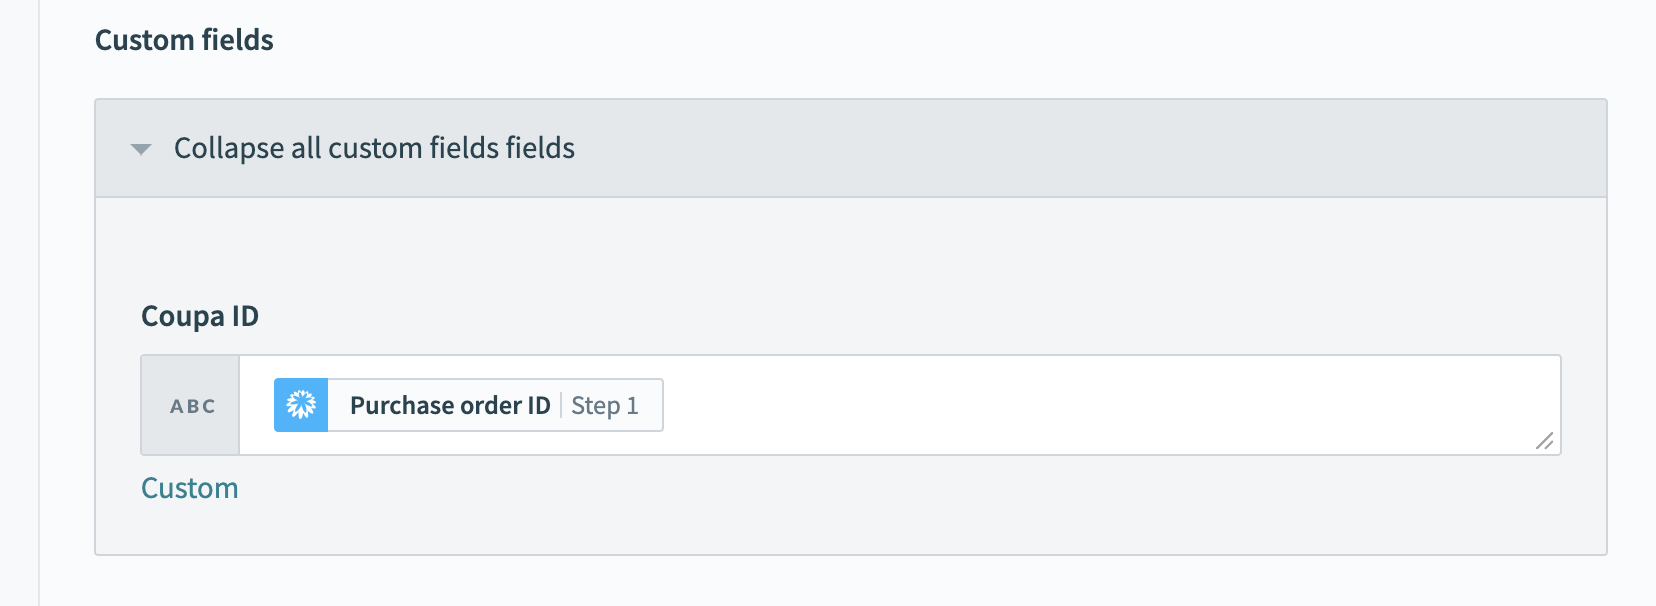 Custom fields
Collapse all custom fields fields
Coupa ID
ABC Purchase order ID Step 1
Custom